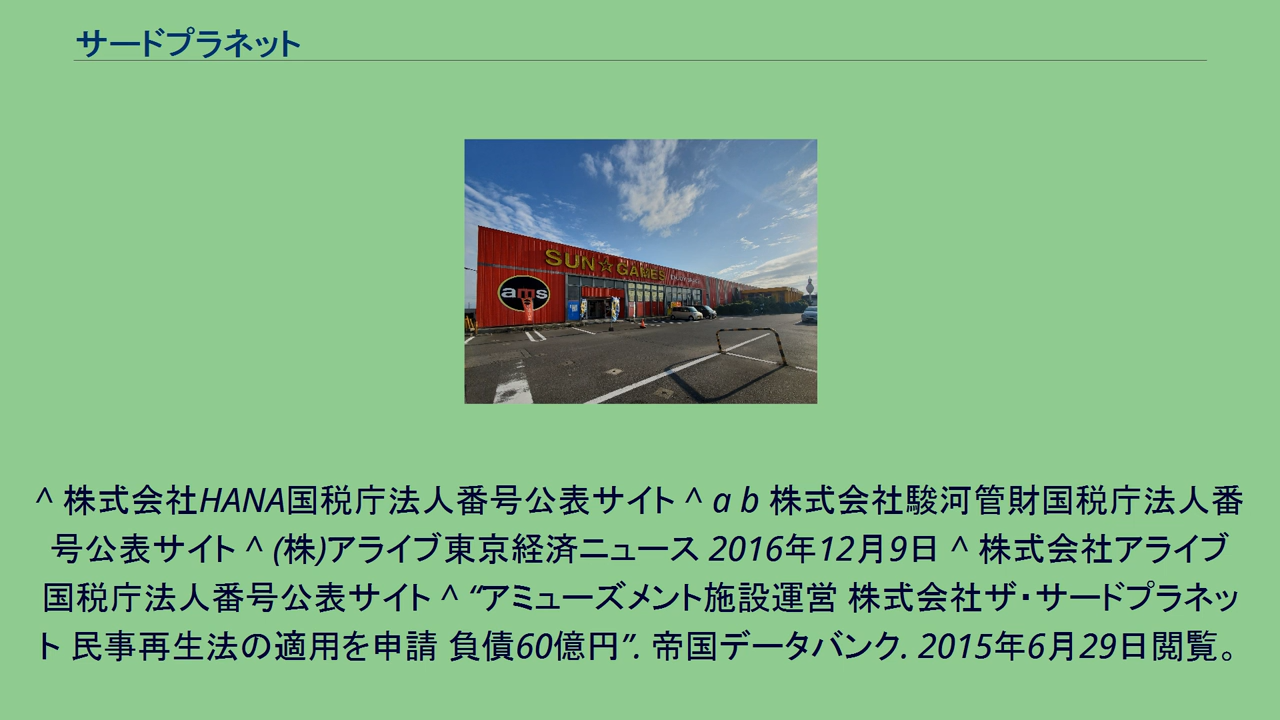 サードプラネット
SUN☆GAMES
ams
^ 株式会社HANA国税庁法人番号公表サイト ^ a b 株式会社駿河管財国税庁法人番
号公表サイト ^ (株)アライブ東京経済ニュース 2016年12月9日 ^ 株式会社アライブ
国税庁法人番号公表サイト ^ “アミューズメント施設運営 株式会社ザ・サードプラネッ
ト 民事再生法の適用を申請 負債60億円”. 帝国データバンク. 2015年6月29日閲覧。